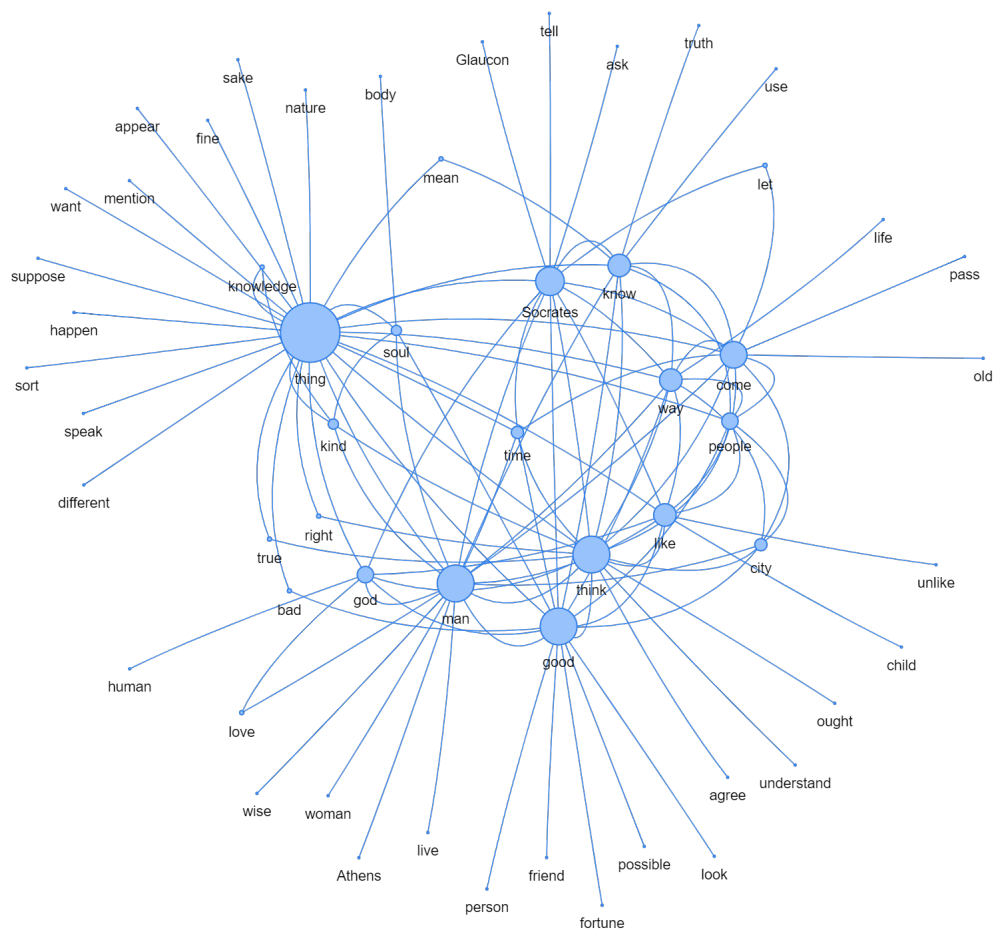 tell
truth
Glaucon
ask
sake
use
body
nature
appear
fine
mean
let
mention
want
life
pass
suppose
knowledge
know
Socrates
happen
soul
thing
come
old
sort
way
speak
kind
people
time
different
right
like
true
city
unlike
think
bad
god
man
good
child
human
ought
love
understand
agree
wise
woman
live
possible
look
Athens
friend
person
fortune